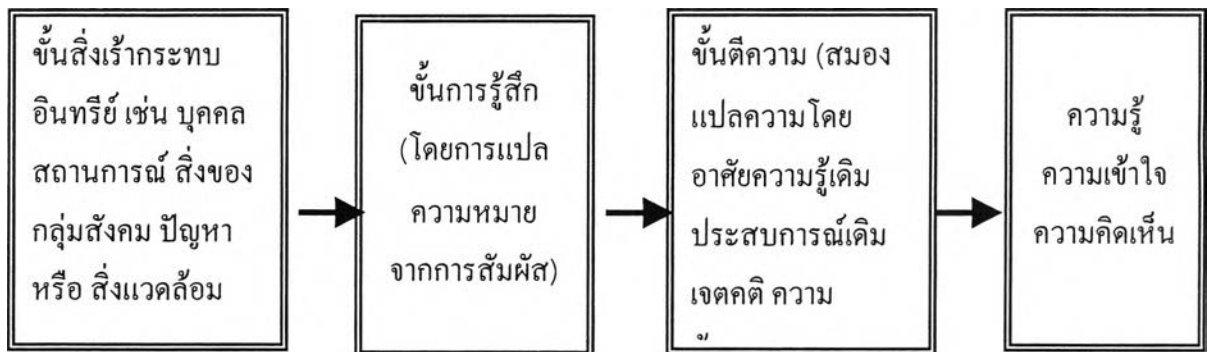 ขั้นสิ่งเร้ากระทบ
อินทรีย์ เช่น บุคคล
สถานการณ์ สิ่งของ
กลุ่มสังคม ปัญหา
หรือ สิ่งแวดล้อม
ขั้นการรู้สึก
(โดยการแปล
ความหมาย
จากการสัมผัส)
ขั้นตีความ (สมอง
แปลความโดย
อาศัยความรู้เดิม
ประสบการณ์เดิม
เจตคติ ความ
ความรู้
ความเข้าใจ
ความคิดเห็น